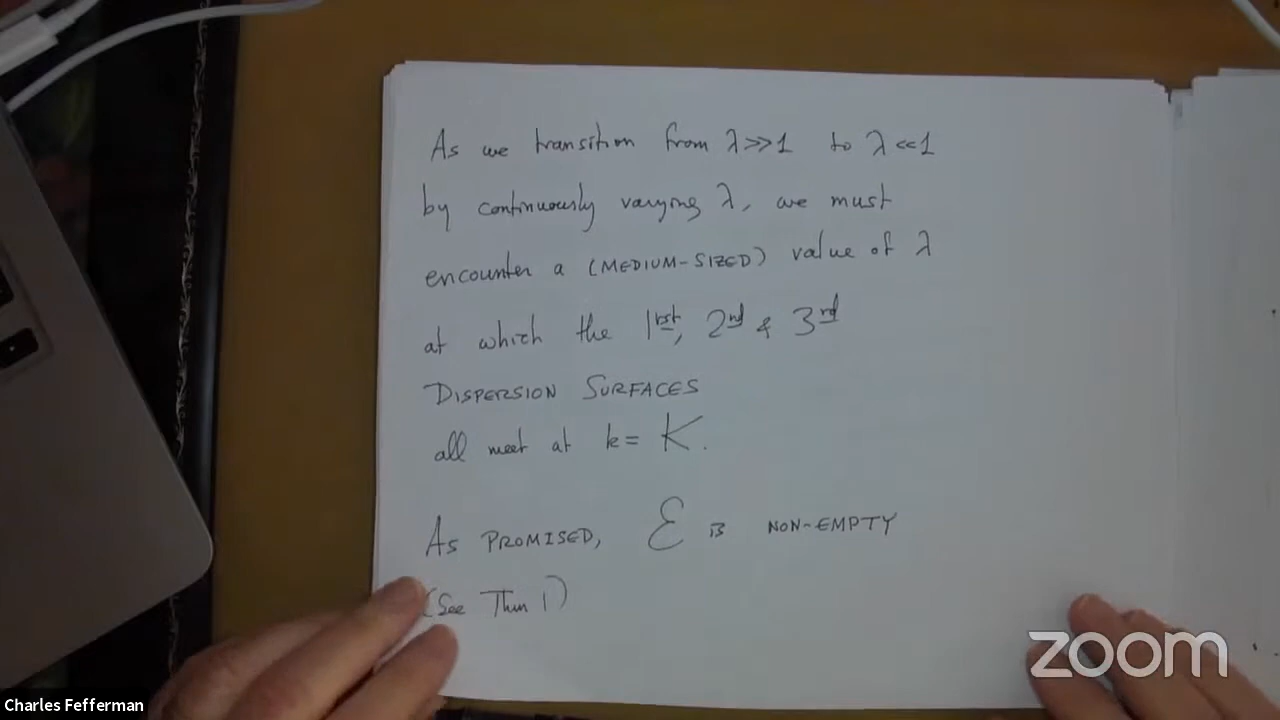 As we transition from λ>>1 to λ<<1
by continuously varying λ, we must
encounter a (MEDIUM-SIZED) value of λ
at which the 1rst, 2nd & 3rd
DISPERSION SURFACES
all meet at k = K.
As PROMISED, ℰ is NON-EMPTY
(See Thm 1)
zoom
Charles Fefferman